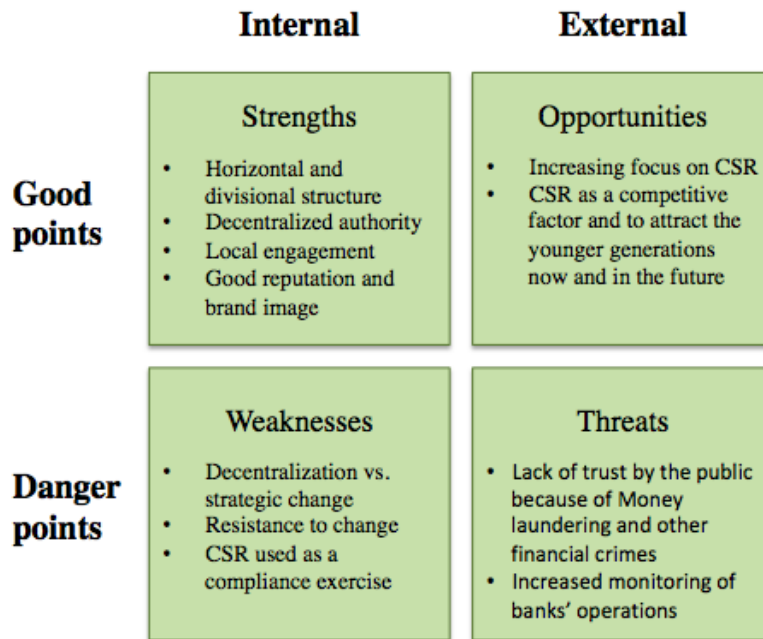 Internal
External
Good
points
Strengths
• Horizontal and
divisional structure
• Decentralized authority
• Local engagement
• Good reputation and
brand image
Opportunities
• Increasing focus on CSR
• CSR as a competitive
factor and to attract the
younger generations
now and in the future
Danger
points
Weaknesses
• Decentralization vs.
strategic change
• Resistance to change
• CSR used as a
compliance exercise
Threats
• Lack of trust by the public
because of Money
laundering and other
financial crimes
• Increased monitoring of
banks' operations